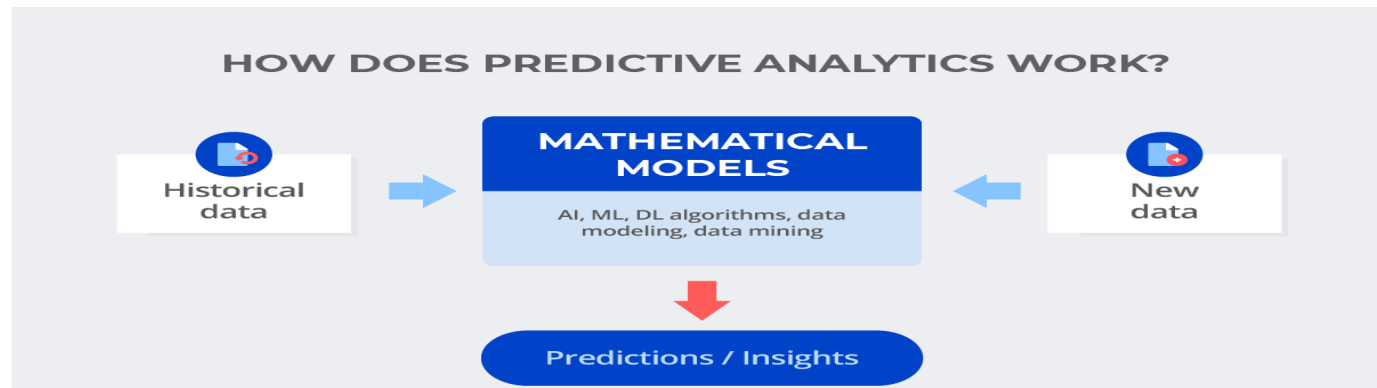 HOW DOES PREDICTIVE ANALYTICS WORK?
Historical
data
MATHEMATICAL
MODELS
AI, ML, DL algorithms, data
modeling, data mining
New
data
Predictions / Insights